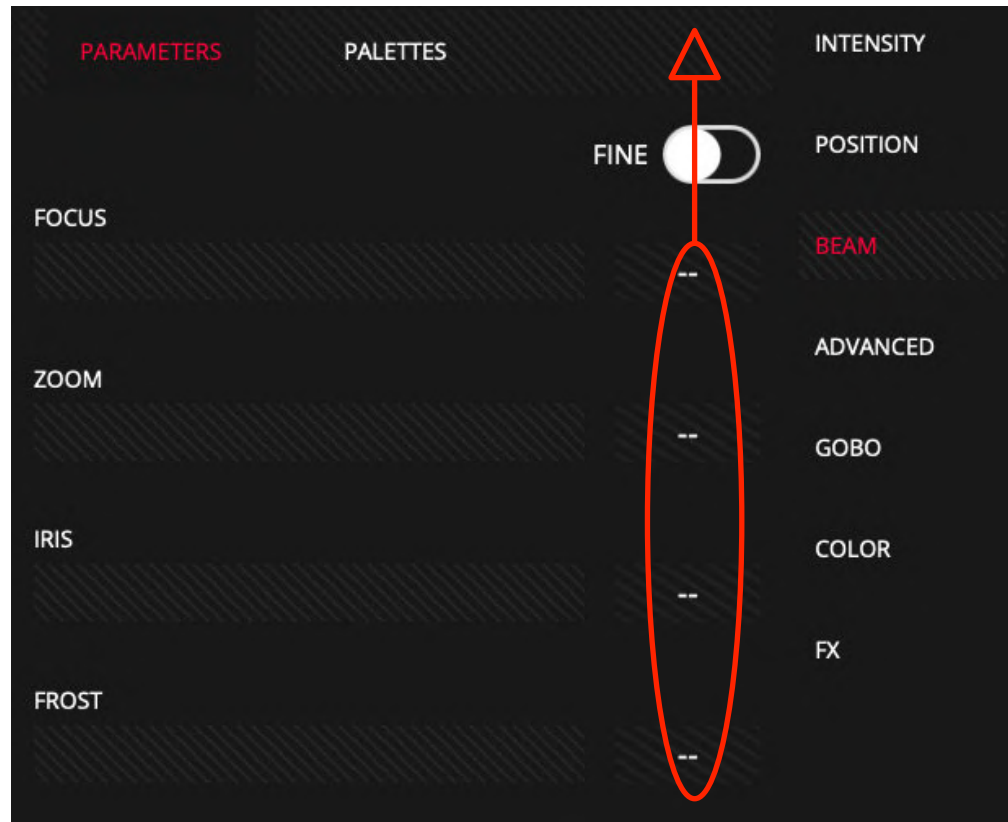 PARAMETERS PALETTES
FINE
FOCUS
--
ZOOM
--
IRIS
--
FROST
--
INTENSITY
POSITION
BEAM
ADVANCED
GOBO
COLOR
FX